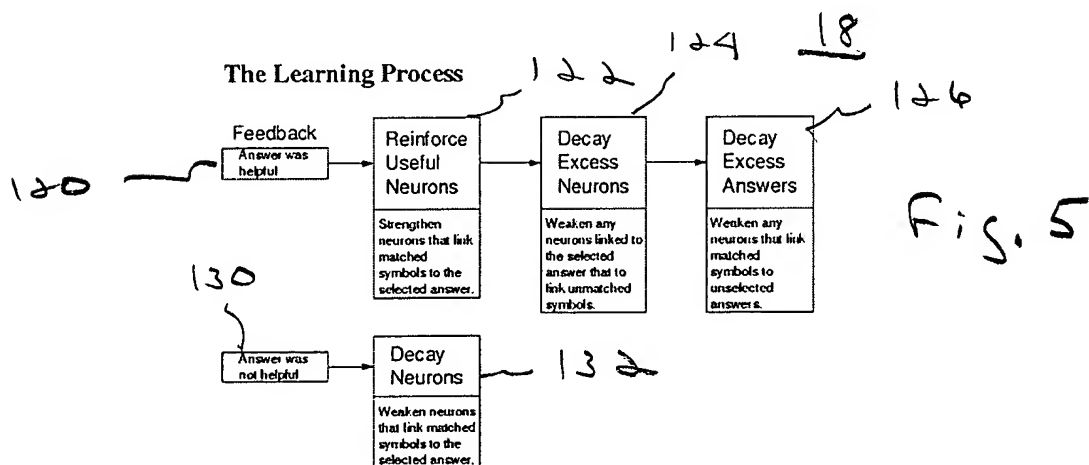 18
The Learning Process
122
124
126
120
Feedback
Answer was
helpful
Reinforce
Useful
Neurons
Strengthen
neurons that link
matched
symbols to the
selected answer.
Decay
Excess
Neurons
Weaken any
neurons linked to
the selected
answer that to
link unmatched
symbols.
Decay
Excess
Answers
Weaken any
neurons that link
matched
symbols to
unselected
answers.
Fig. 5
130
Answer was
not helpful
Decay
Neurons
132
Weaken neurons
that link matched
symbols to the
selected answer.